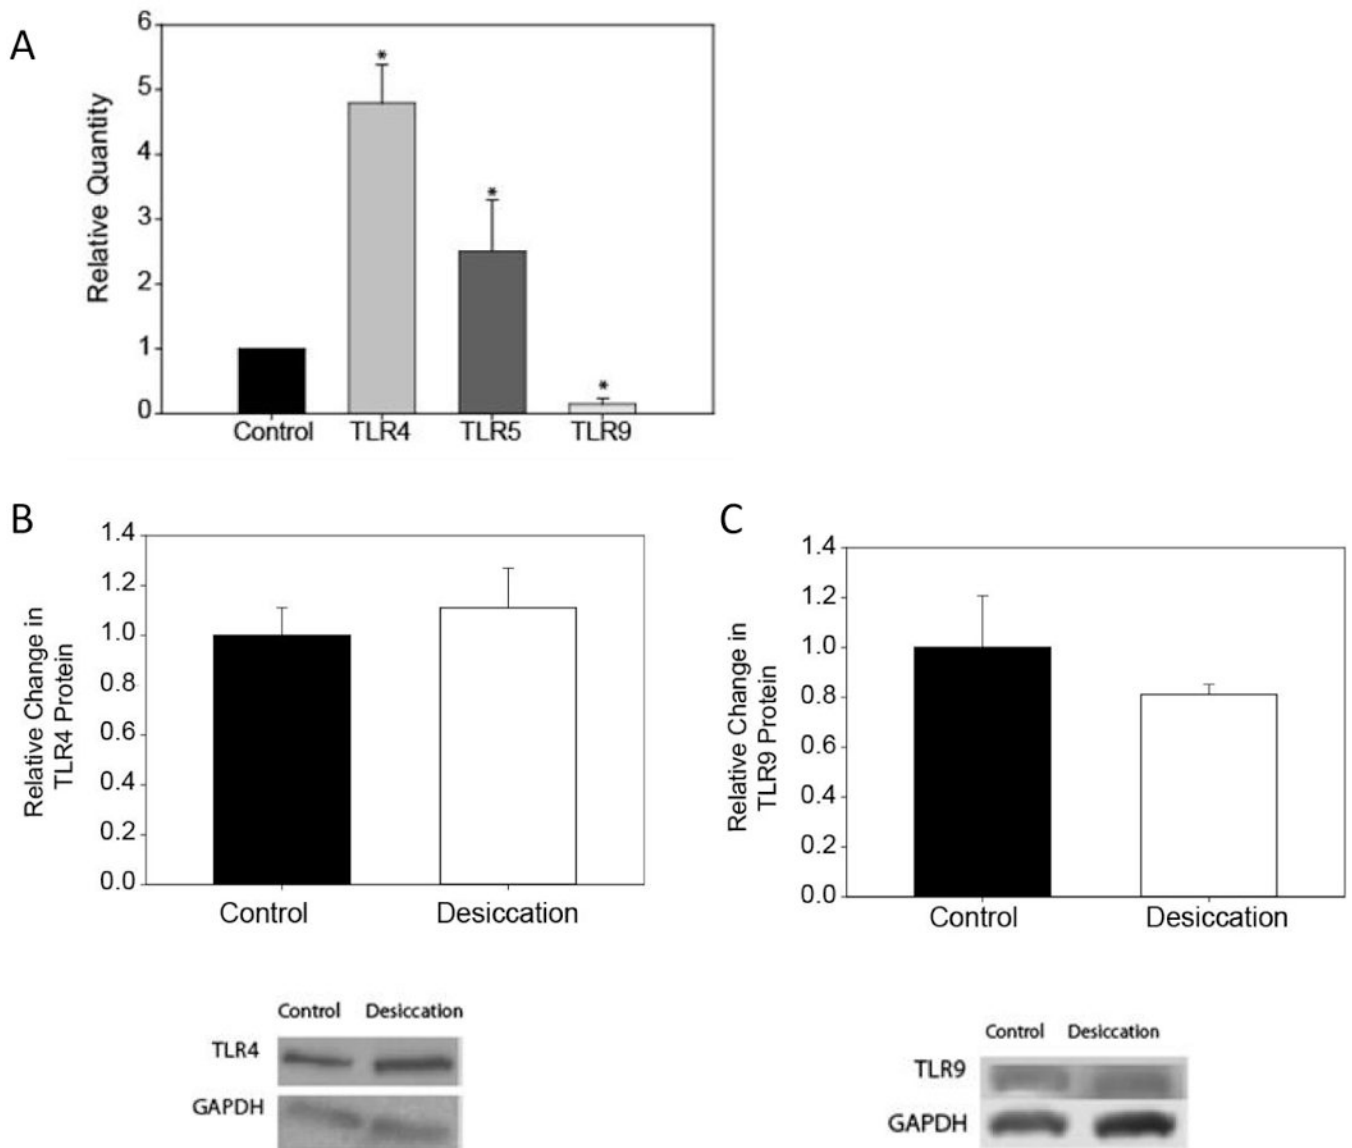 A
6
5
4
3
2
1
0
Relative Quantity
*
*
*
Control TLR4 TLR5 TLR9
B
1.4
1.2
1.0
0.8
0.6
0.4
0.2
0.0
Relative Change in
TLR4 Protein
Control Desiccation
C
1.4
1.2
1.0
0.8
0.6
0.4
0.2
0.0
Relative Change in
TLR9 Protein
Control Desiccation
Control Desiccation
TLR4
GAPDH
Control Desiccation
TLR9
GAPDH